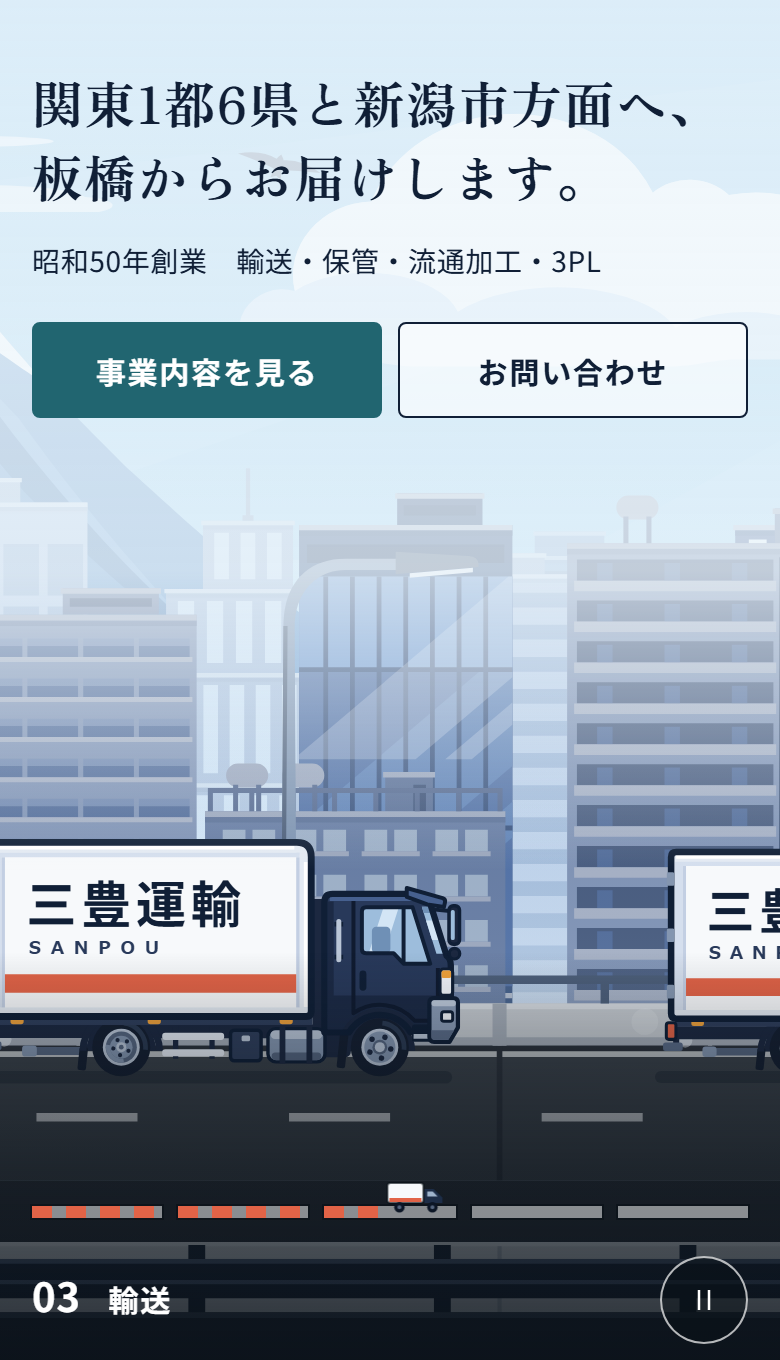 関東1都6県と新潟市方面へ、
板橋からお届けします。
昭和50年創業　輸送・保管・流通加工・3PL
事業内容を見る
お問い合わせ
三豊運輸
SANPOU
三豊
SANP
03 輸送